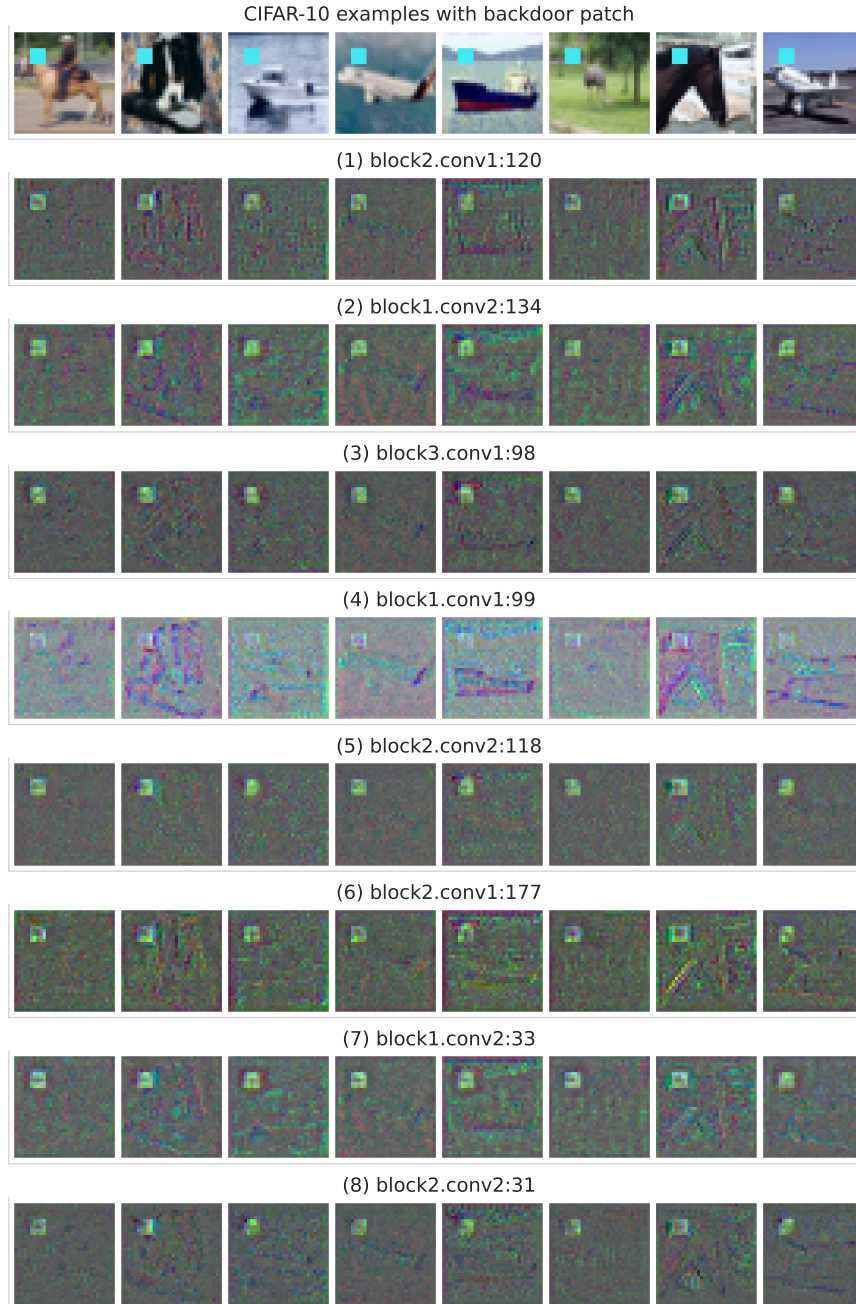 CIFAR-10 examples with backdoor patch
(1) block2.conv1:120
(2) block1.conv2:134
(3) block3.conv1:98
(4) block1.conv1:99
(5) block2.conv2:118
(6) block2.conv1:177
(7) block1.conv2:33
(8) block2.conv2:31